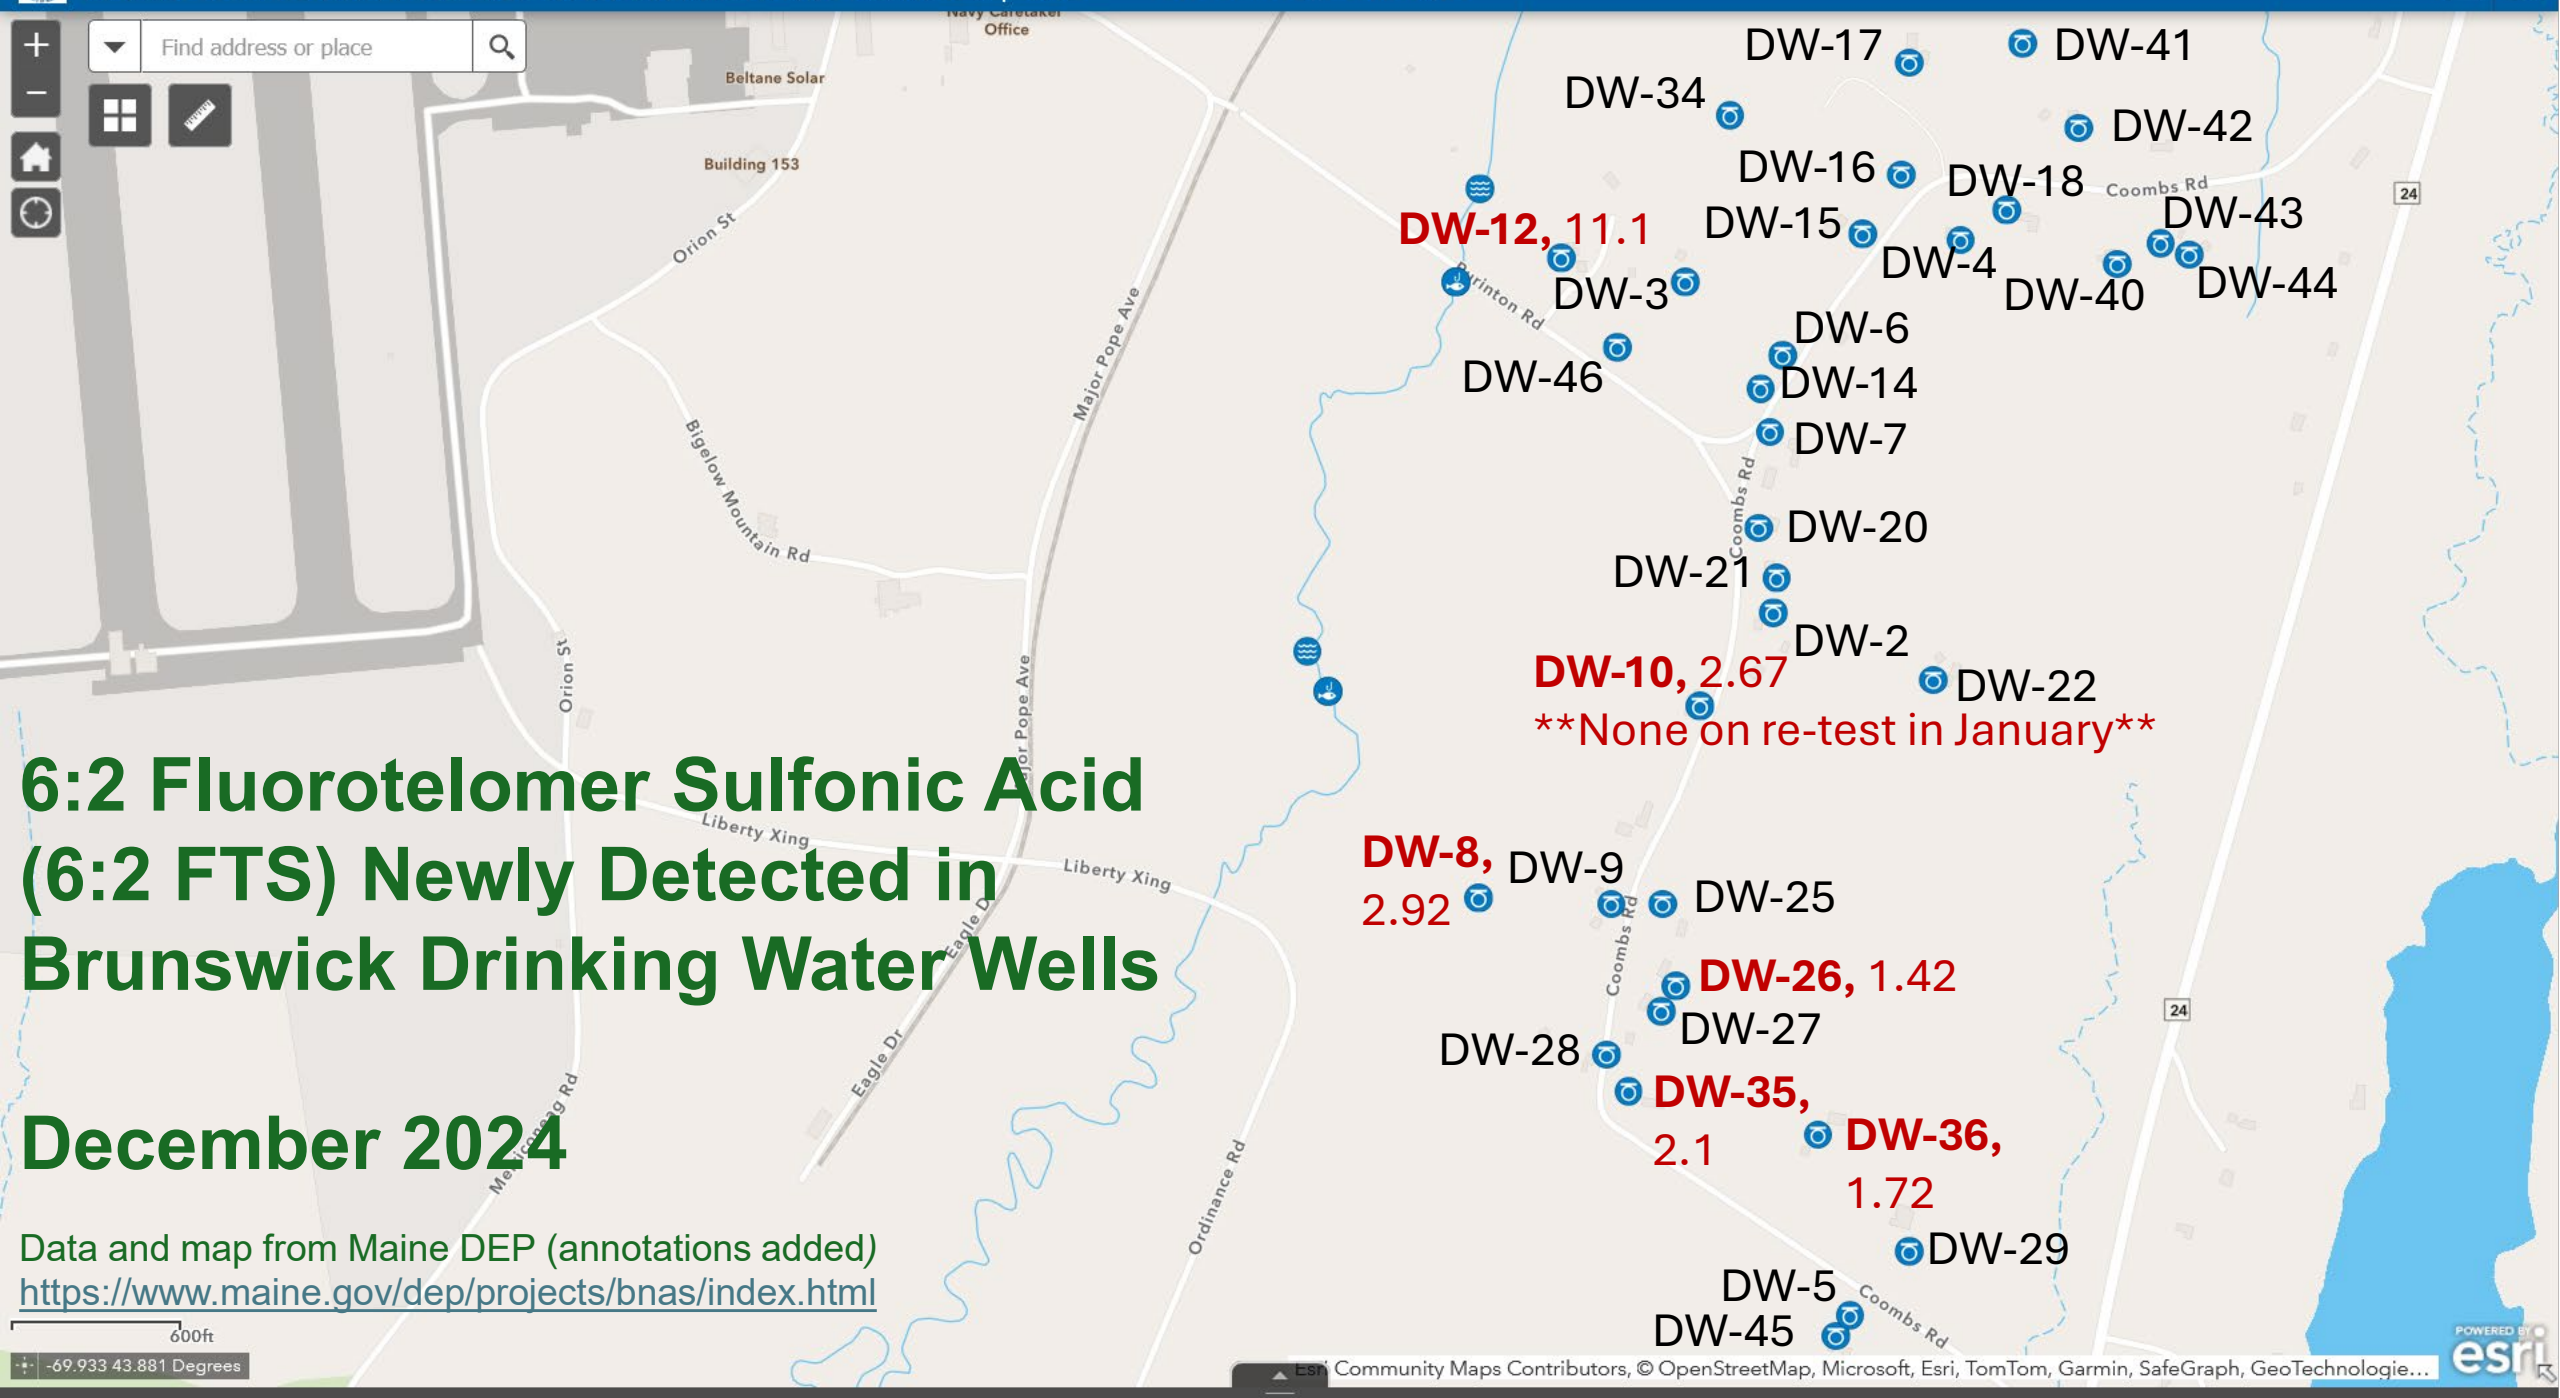 Navy Caretaker
Office
Find address or place
Beltane Solar
Building 153
Orion St
Major Pope Ave
Bigelow Mountain Rd
Orion St
Major Pope Ave
Purinton Rd
Coombs Rd
24
DW-17
DW-41
DW-34
DW-42
DW-16
DW-18
DW-43
DW-12, 11.1
DW-15
DW-4
DW-44
DW-3
DW-40
DW-6
DW-46
DW-14
DW-7
Coombs Rd
DW-20
DW-21
DW-2
DW-10, 2.67
DW-22
**None on re-test in January**
6:2 Fluorotelomer Sulfonic Acid
(6:2 FTS) Newly Detected in
Brunswick Drinking Water Wells
December 2024
Liberty Xing
Liberty Xing
Eagle Dr
Eagle Dr
Ordinance Rd
DW-8,
2.92
DW-9
DW-25
Coombs Rd
DW-26, 1.42
DW-27
DW-28
24
DW-35,
2.1
DW-36,
1.72
DW-29
DW-5
Coombs Rd
DW-45
Data and map from Maine DEP (annotations added)
https://www.maine.gov/dep/projects/bnas/index.html
600ft
-69.933 43.881 Degrees
Esri Community Maps Contributors, © OpenStreetMap, Microsoft, Esri, TomTom, Garmin, SafeGraph, GeoTechnologie...
POWERED BY
esri